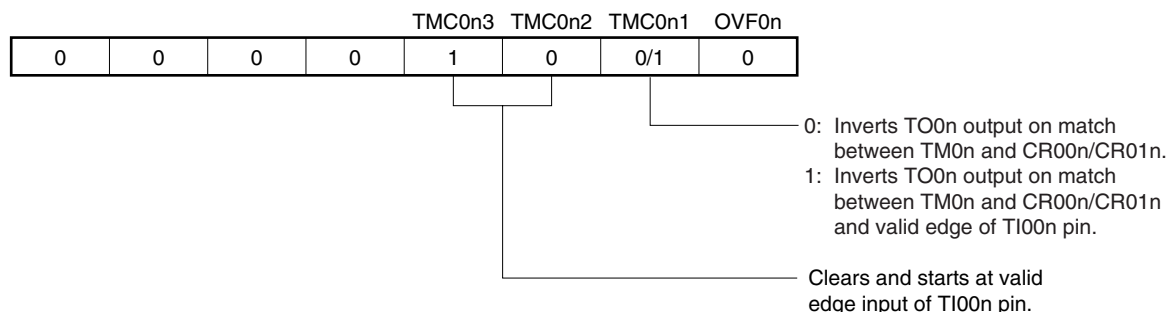 TMC0n3 TMC0n2 TMC0n1 OVF0n
0 0 0 0 1 0 0/1 0
0: Inverts TO0n output on match
between TM0n and CR00n/CR01n.
1: Inverts TO0n output on match
between TM0n and CR00n/CR01n
and valid edge of TI00n pin.
Clears and starts at valid
edge input of TI00n pin.